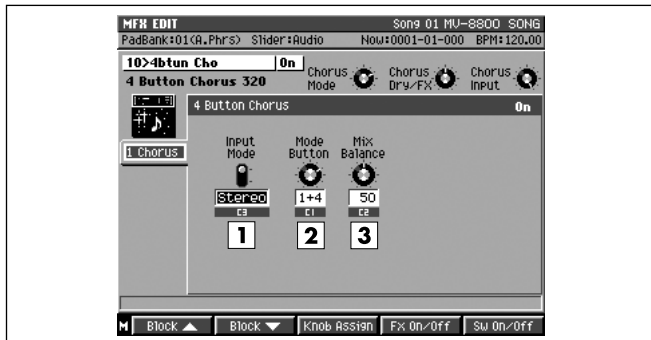 MFX EDIT Song 01 MV-8800 SONG
PadBank:01(A.Phrs) Slider:Audio Now:0001-01-000 BPM:120.00
10>4btun Cho On
4 Button Chorus 320
Chorus Mode
Chorus Dry/FX
Chorus Input
4 Button Chorus On
1 Chorus
Input Mode
Mode Button
Mix Balance
Stereo 1+4 50
C3 C1 C2
1 2 3
M Block ▲ Block ▼ Knob Assign FX On/Off SW On/Off